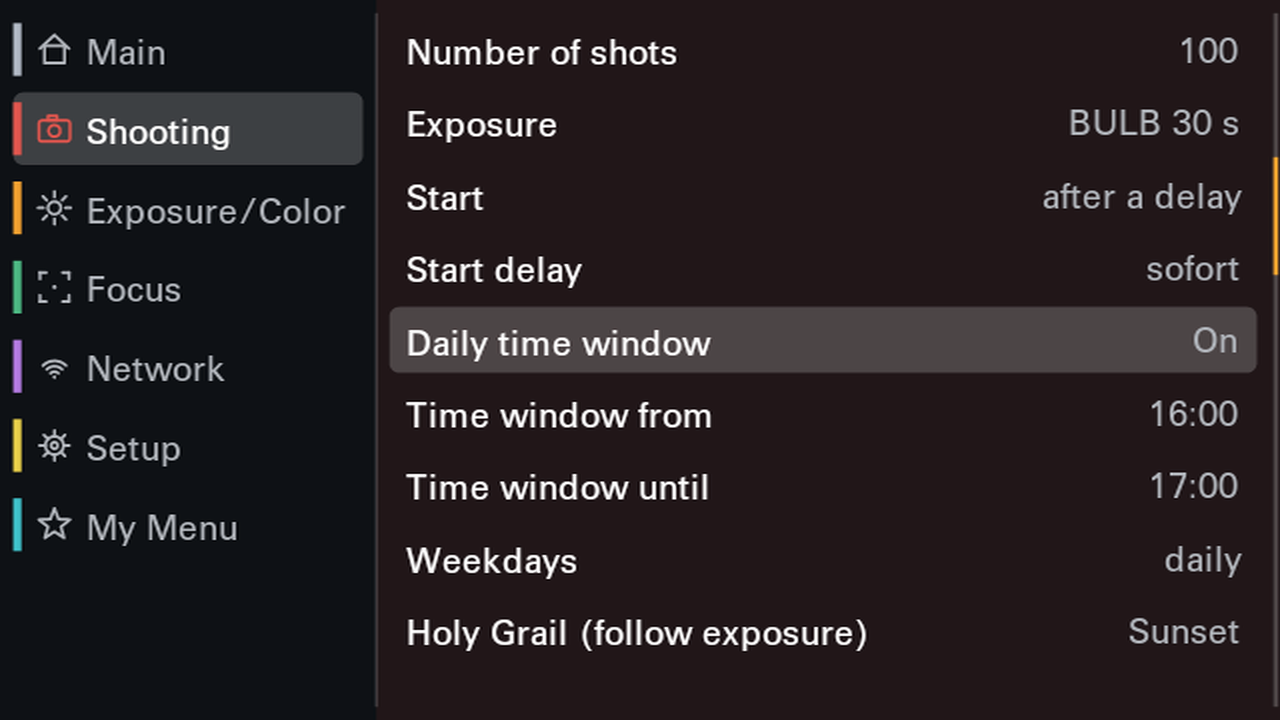 Main
Shooting
Exposure/Color
Focus
Network
Setup
My Menu
Number of shots 100
Exposure BULB 30 s
Start after a delay
Start delay sofort
Daily time window On
Time window from 16:00
Time window until 17:00
Weekdays daily
Holy Grail (follow exposure) Sunset